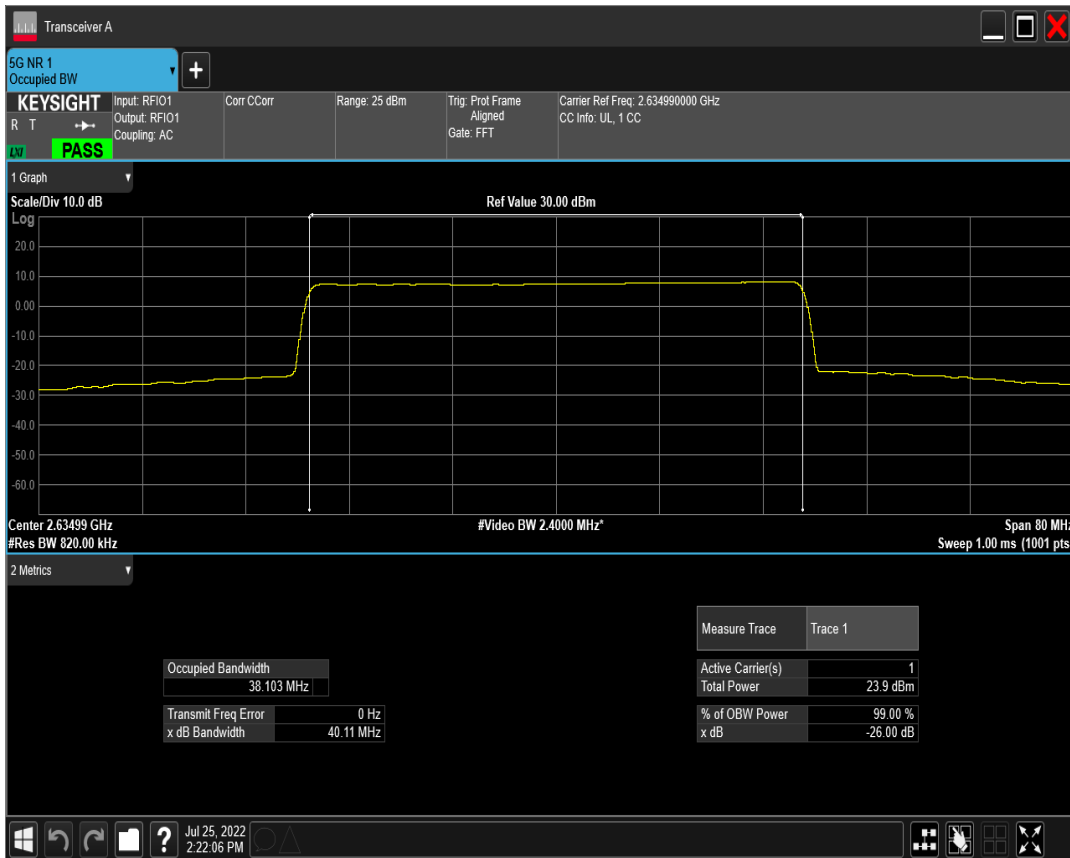 Transceiver A
5G NR 1
Occupied BW
+
KEYSIGHT
R T
LXI
PASS
Input: RFIO1
Output: RFIO1
Coupling: AC
Corr CCorr
Range: 25 dBm
Trig: Prot Frame
Aligned
Gate: FFT
Carrier Ref Freq: 2.634990000 GHz
CC Info: UL, 1 CC
1 Graph
Scale/Div 10.0 dB
Ref Value 30.00 dBm
Log
20.0
10.0
0.00
-10.0
-20.0
-30.0
-40.0
-50.0
-60.0
Center 2.63499 GHz
#Video BW 2.4000 MHz*
Span 80 MHz
#Res BW 820.00 kHz
Sweep 1.00 ms (1001 pts
2 Metrics
Measure Trace Trace 1
Occupied Bandwidth
38.103 MHz
Active Carrier(s) 1
Total Power 23.9 dBm
Transmit Freq Error 0 Hz
x dB Bandwidth 40.11 MHz
% of OBW Power 99.00 %
x dB -26.00 dB
?
Jul 25, 2022
2:22:06 PM